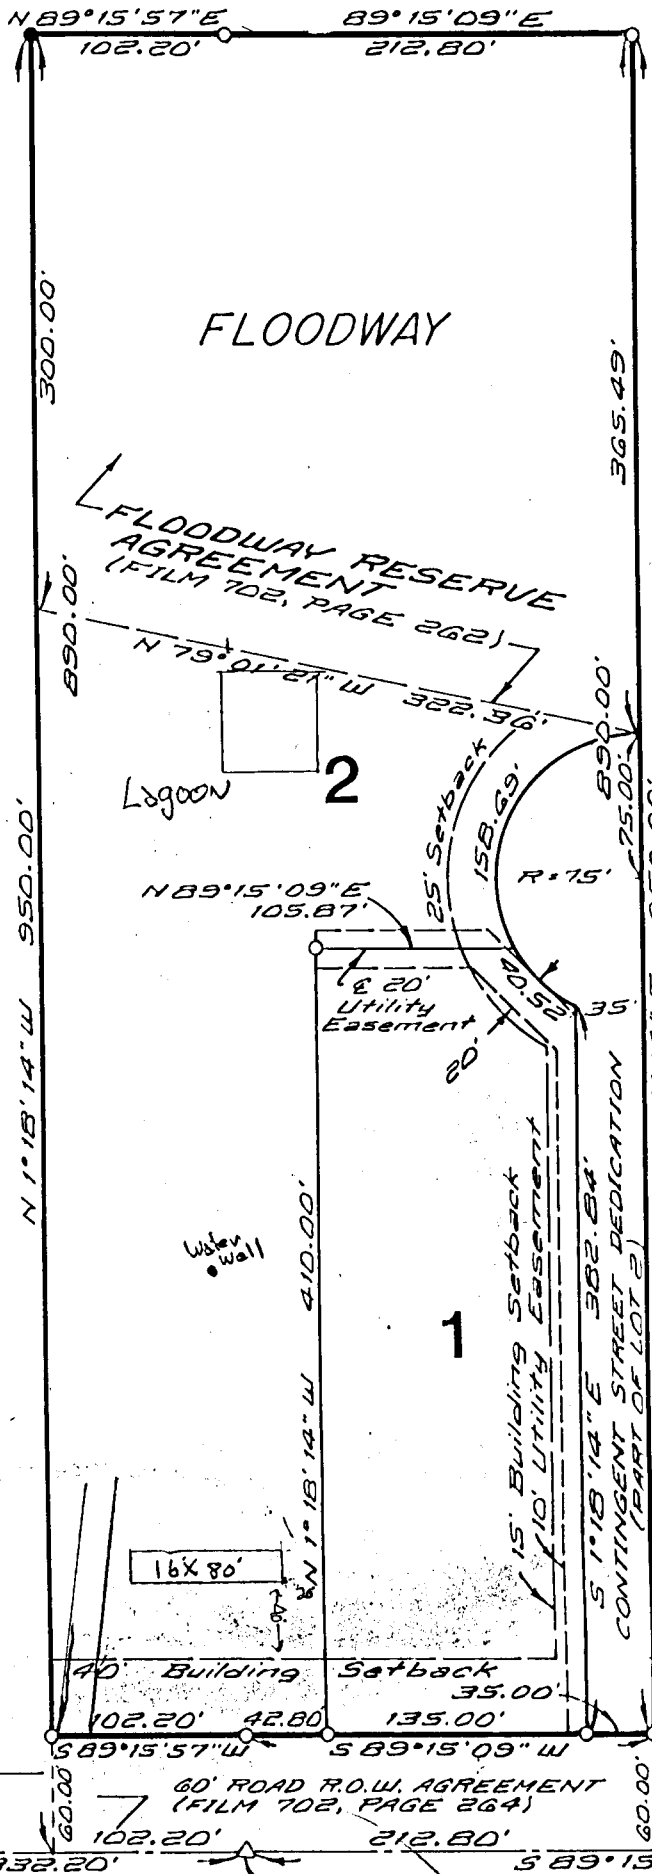 N 89°15'57"E
89°15'09"E
102.20'
212.80'
300.00'
FLOODWAY
365.49'
FLOODWAY RESERVE
AGREEMENT
(FILM 702, PAGE 262)
890.00'
N 79°01'21" W 322.36'
890.00'
75.00'
Lagoon
2
25' Setback
158.69'
R=75'
N 1°18'14" W 950.00'
N 89°15'09"E
105.87'
℄ 20'
Utility
Easement
40.52'
35'
20'
Water
Well
N 1°18'14" W 410.00'
1
15' Building Setback
10' Utility Easement
S 1°18'14" E 382.84'
CONTINGENT STREET DEDICATION
(PART OF LOT 2)
16 X 80'
40' Building Setback
35.00'
102.20'
42.80'
135.00'
S 89°15'57" W
S 89°15'09" W
60.00'
60' ROAD R.O.W. AGREEMENT
(FILM 702, PAGE 264)
60.00'
102.20'
212.80'
332.20'
S 89°15